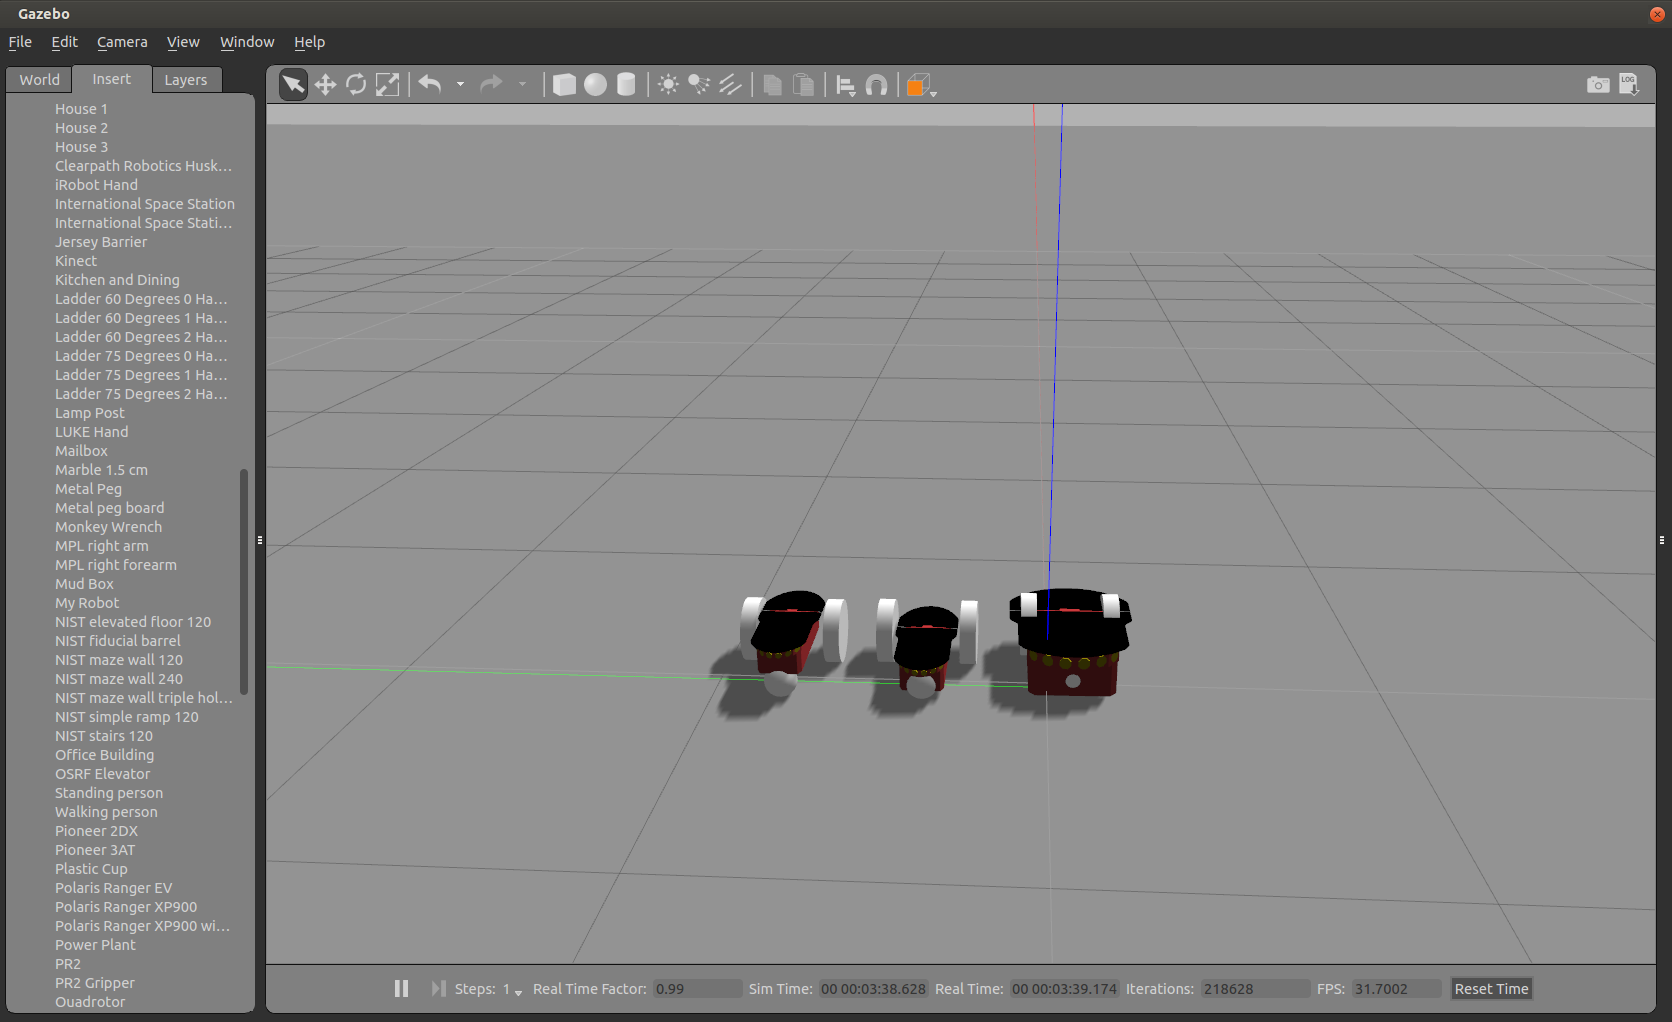 Gazebo
File Edit Camera View Window Help
World Insert Layers
LOG
House 1
House 2
House 3
Clearpath Robotics Husk...
iRobot Hand
International Space Station
International Space Stati...
Jersey Barrier
Kinect
Kitchen and Dining
Ladder 60 Degrees 0 Ha...
Ladder 60 Degrees 1 Ha...
Ladder 60 Degrees 2 Ha...
Ladder 75 Degrees 0 Ha...
Ladder 75 Degrees 1 Ha...
Ladder 75 Degrees 2 Ha...
Lamp Post
LUKE Hand
Mailbox
Marble 1.5 cm
Metal Peg
Metal peg board
Monkey Wrench
MPL right arm
MPL right forearm
Mud Box
My Robot
NIST elevated floor 120
NIST fiducial barrel
NIST maze wall 120
NIST maze wall 240
NIST maze wall triple hol...
NIST simple ramp 120
NIST stairs 120
Office Building
OSRF Elevator
Standing person
Walking person
Pioneer 2DX
Pioneer 3AT
Plastic Cup
Polaris Ranger EV
Polaris Ranger XP900
Polaris Ranger XP900 wi...
Power Plant
PR2
PR2 Gripper
Quadrotor
Steps: 1 Real Time Factor: 0.99 Sim Time: 00 00:03:38.628 Real Time: 00 00:03:39.174 Iterations: 218628 FPS: 31.7002 Reset Time